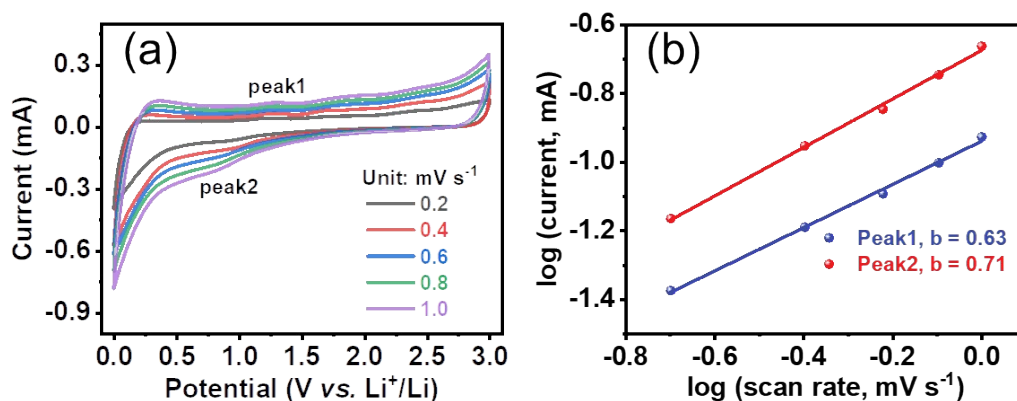 (a)
Current (mA)
0.3
0.0
-0.3
-0.6
-0.9
peak1
peak2
Unit: mV s⁻¹
0.2
0.4
0.6
0.8
1.0
0.0 0.5 1.0 1.5 2.0 2.5 3.0
Potential (V vs. Li⁺/Li)
(b)
log (current, mA)
-0.6
-0.8
-1.0
-1.2
-1.4
Peak1, b = 0.63
Peak2, b = 0.71
-0.8 -0.6 -0.4 -0.2 0.0
log (scan rate, mV s⁻¹)